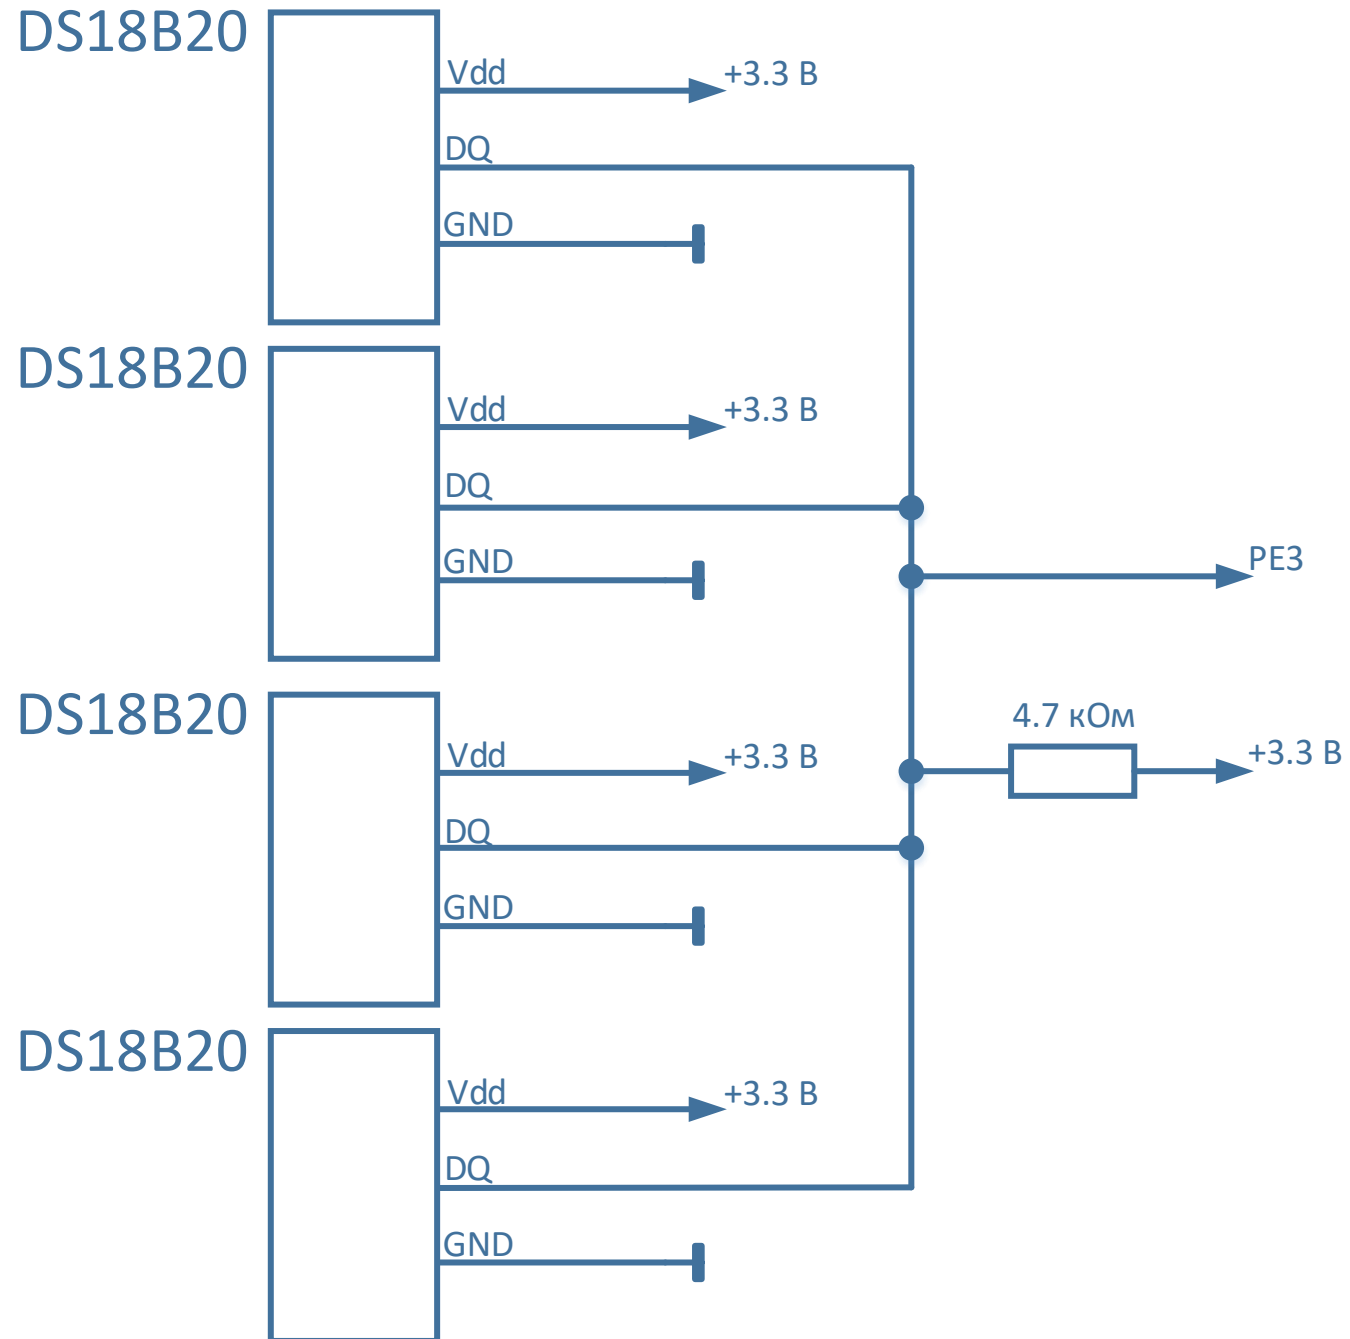 DS18B20
Vdd
+3.3 В
DQ
GND
DS18B20
Vdd
+3.3 В
DQ
GND
PE3
DS18B20
4.7 кОм
Vdd
+3.3 В
+3.3 В
DQ
GND
DS18B20
Vdd
+3.3 В
DQ
GND